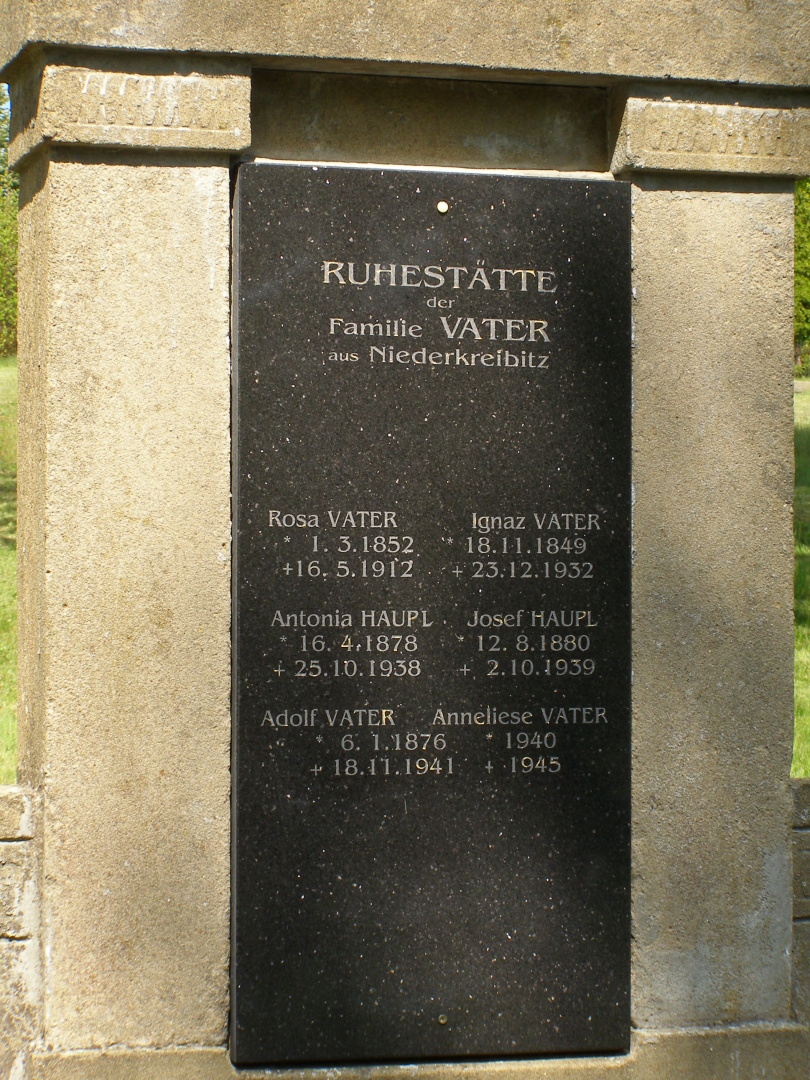 RUHESTÄTTE
der
Familie VATER
aus Niederkreibitz
Rosa VATER Ignaz VATER
* 1. 3.1852 * 18.11.1849
+16. 5.1912 + 23.12.1932
Antonia HAUPL Josef HAUPL
* 16. 4.1878 * 12. 8.1880
+ 25.10.1938 + 2.10.1939
Adolf VATER Anneliese VATER
* 6. 1.1876 * 1940
+ 18.11.1941 + 1945